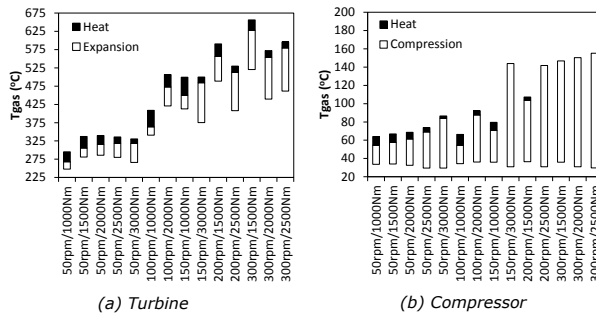 675
625
575
525
475
425
375
325
275
225
Tgas (ºC)
Heat
Expansion
50rpm/1000Nm
50rpm/1500Nm
50rpm/2000Nm
50rpm/2500Nm
50rpm/3000Nm
100rpm/1000Nm
100rpm/2000Nm
150rpm/1000Nm
150rpm/3000Nm
200rpm/1500Nm
200rpm/2500Nm
300rpm/1500Nm
300rpm/2000Nm
300rpm/2500Nm
(a) Turbine
200
180
160
140
120
100
80
60
40
20
Tgas (ºC)
Heat
Compression
50rpm/1000Nm
50rpm/1500Nm
50rpm/2000Nm
50rpm/2500Nm
50rpm/3000Nm
100rpm/1000Nm
100rpm/2000Nm
150rpm/1000Nm
150rpm/3000Nm
200rpm/1500Nm
200rpm/2500Nm
300rpm/1500Nm
300rpm/2000Nm
300rpm/2500Nm
(b) Compressor